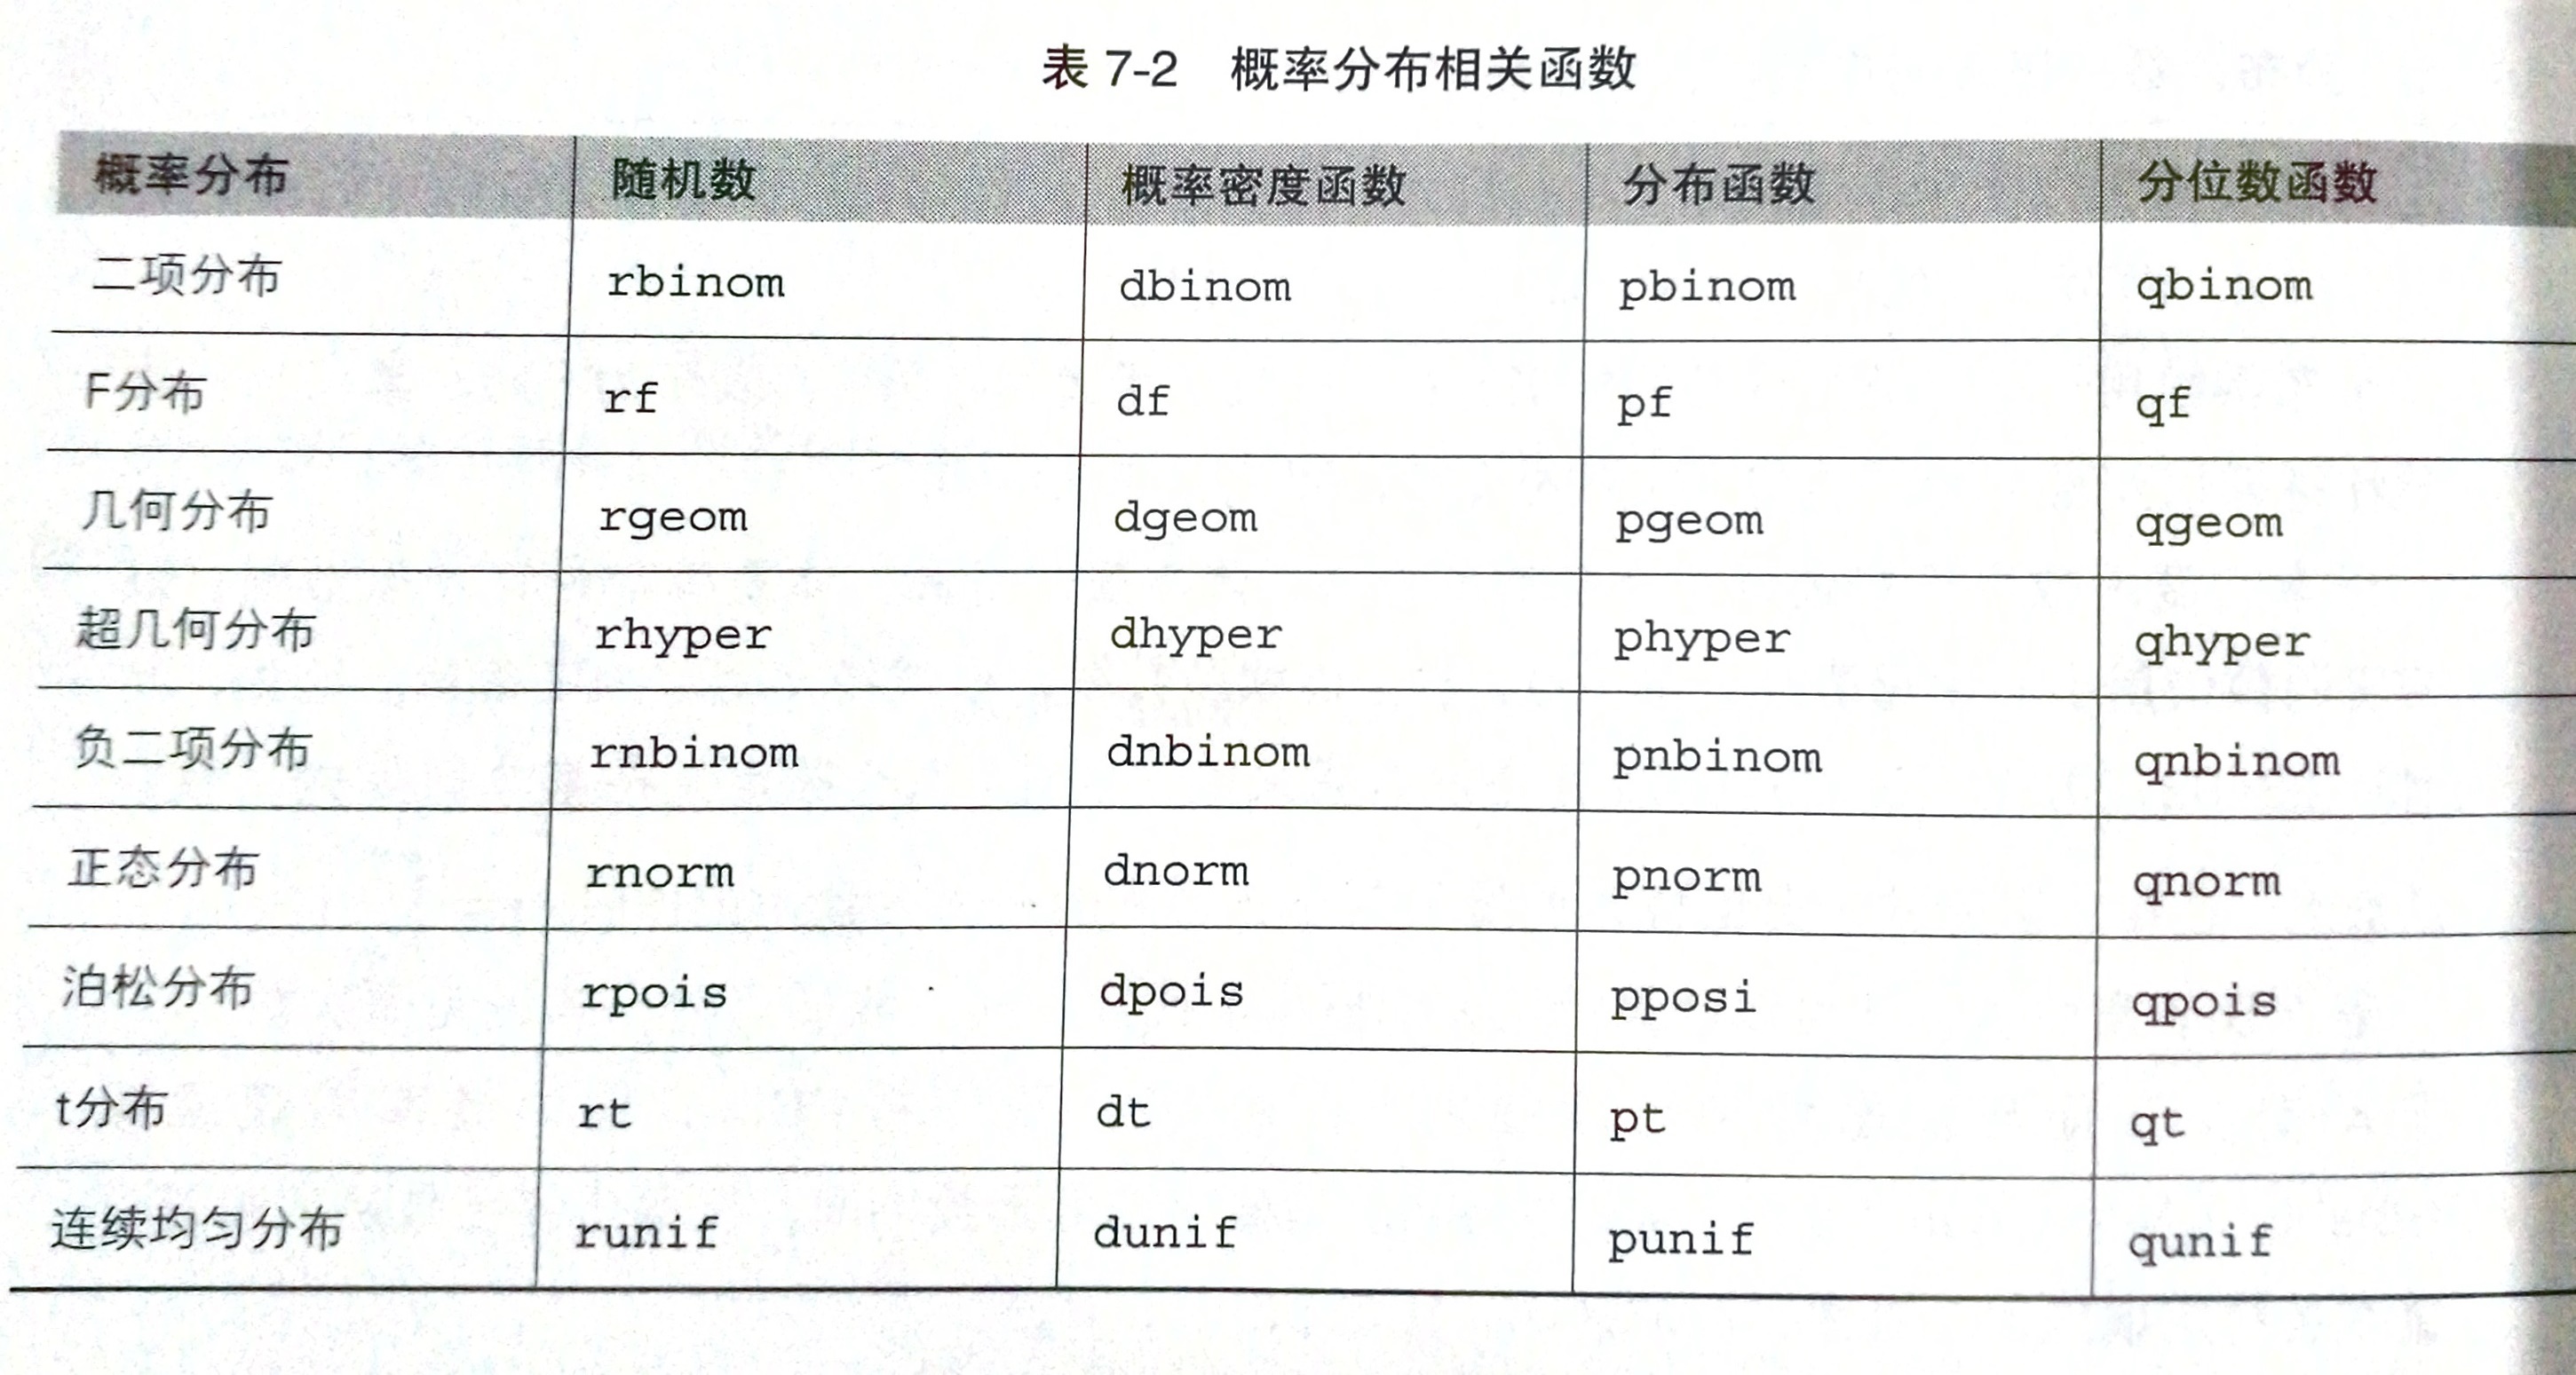 表 7-2 概率分布相关函数
概率分布 随机数 概率密度函数 分布函数 分位数函数
二项分布 rbinom dbinom pbinom qbinom
F分布 rf df pf qf
几何分布 rgeom dgeom pgeom qgeom
超几何分布 rhyper dhyper phyper qhyper
负二项分布 rnbinom dnbinom pnbinom qnbinom
正态分布 rnorm dnorm pnorm qnorm
泊松分布 rpois dpois pposi qpois
t分布 rt dt pt qt
连续均匀分布 runif dunif punif qunif